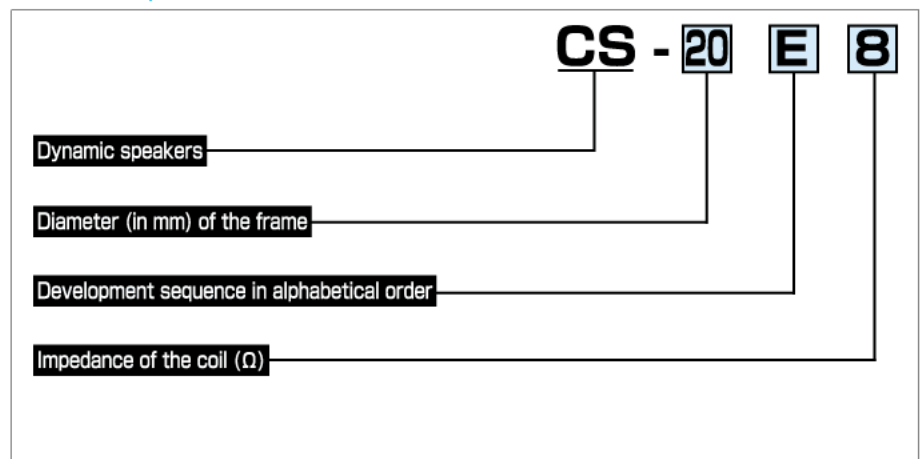 CS - 20 E 8
Dynamic speakers
Diameter (in mm) of the frame
Development sequence in alphabetical order
Impedance of the coil (Ω)